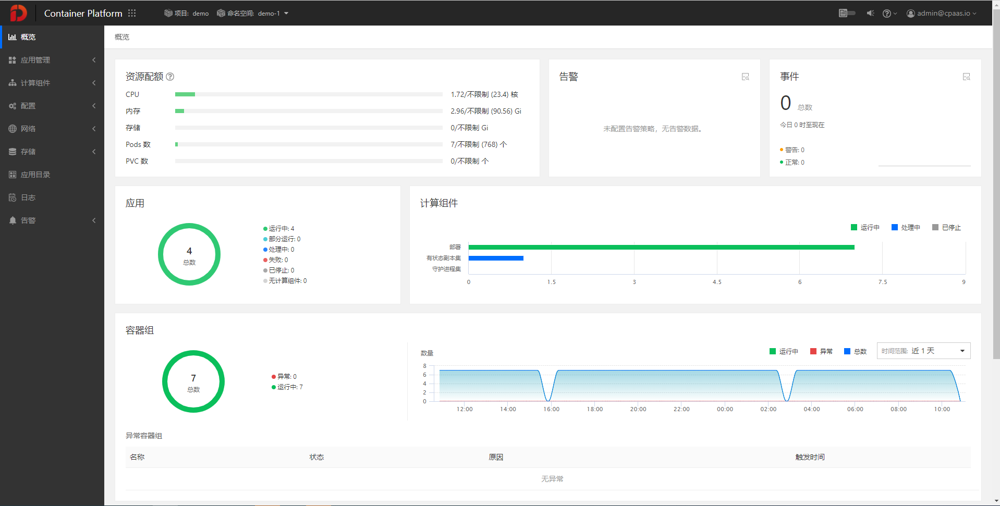 Container Platform
项目: demo
命名空间: demo-1
admin@cpaas.io
概览
应用管理
计算组件
配置
网络
存储
应用目录
日志
告警
概览
资源配额
CPU 1.72/不限制 (23.4) 核
内存 2.96/不限制 (90.56) Gi
存储 0/不限制 Gi
Pods 数 7/不限制 (768) 个
PVC 数 0/不限制 个
告警
未配置告警策略，无告警数据。
事件
0 总数
今日 0 时至现在
警告: 0
正常: 0
应用
4
总数
运行中: 4
部分运行: 0
处理中: 0
失败: 0
已停止: 0
无计算组件: 0
计算组件
运行中 处理中 已停止
部署
有状态副本集
守护进程集
0 1.5 3 4.5 6 7.5 9
容器组
7
总数
异常: 0
运行中: 7
数量
运行中 异常 总数
时间范围: 近 1 天
8
6
4
2
0
12:00 14:00 16:00 18:00 20:00 22:00 00:00 02:00 04:00 06:00 08:00 10:00
异常容器组
名称 状态 原因 触发时间
无异常